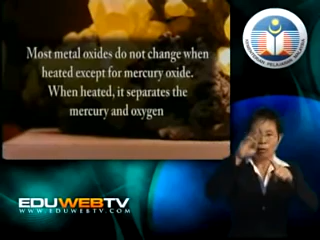 Most metal oxides do not change when
heated except for mercury oxide.
When heated, it separates the
mercury and oxygen
EDUWEBTV
WWW.EDUWEBTV.COM